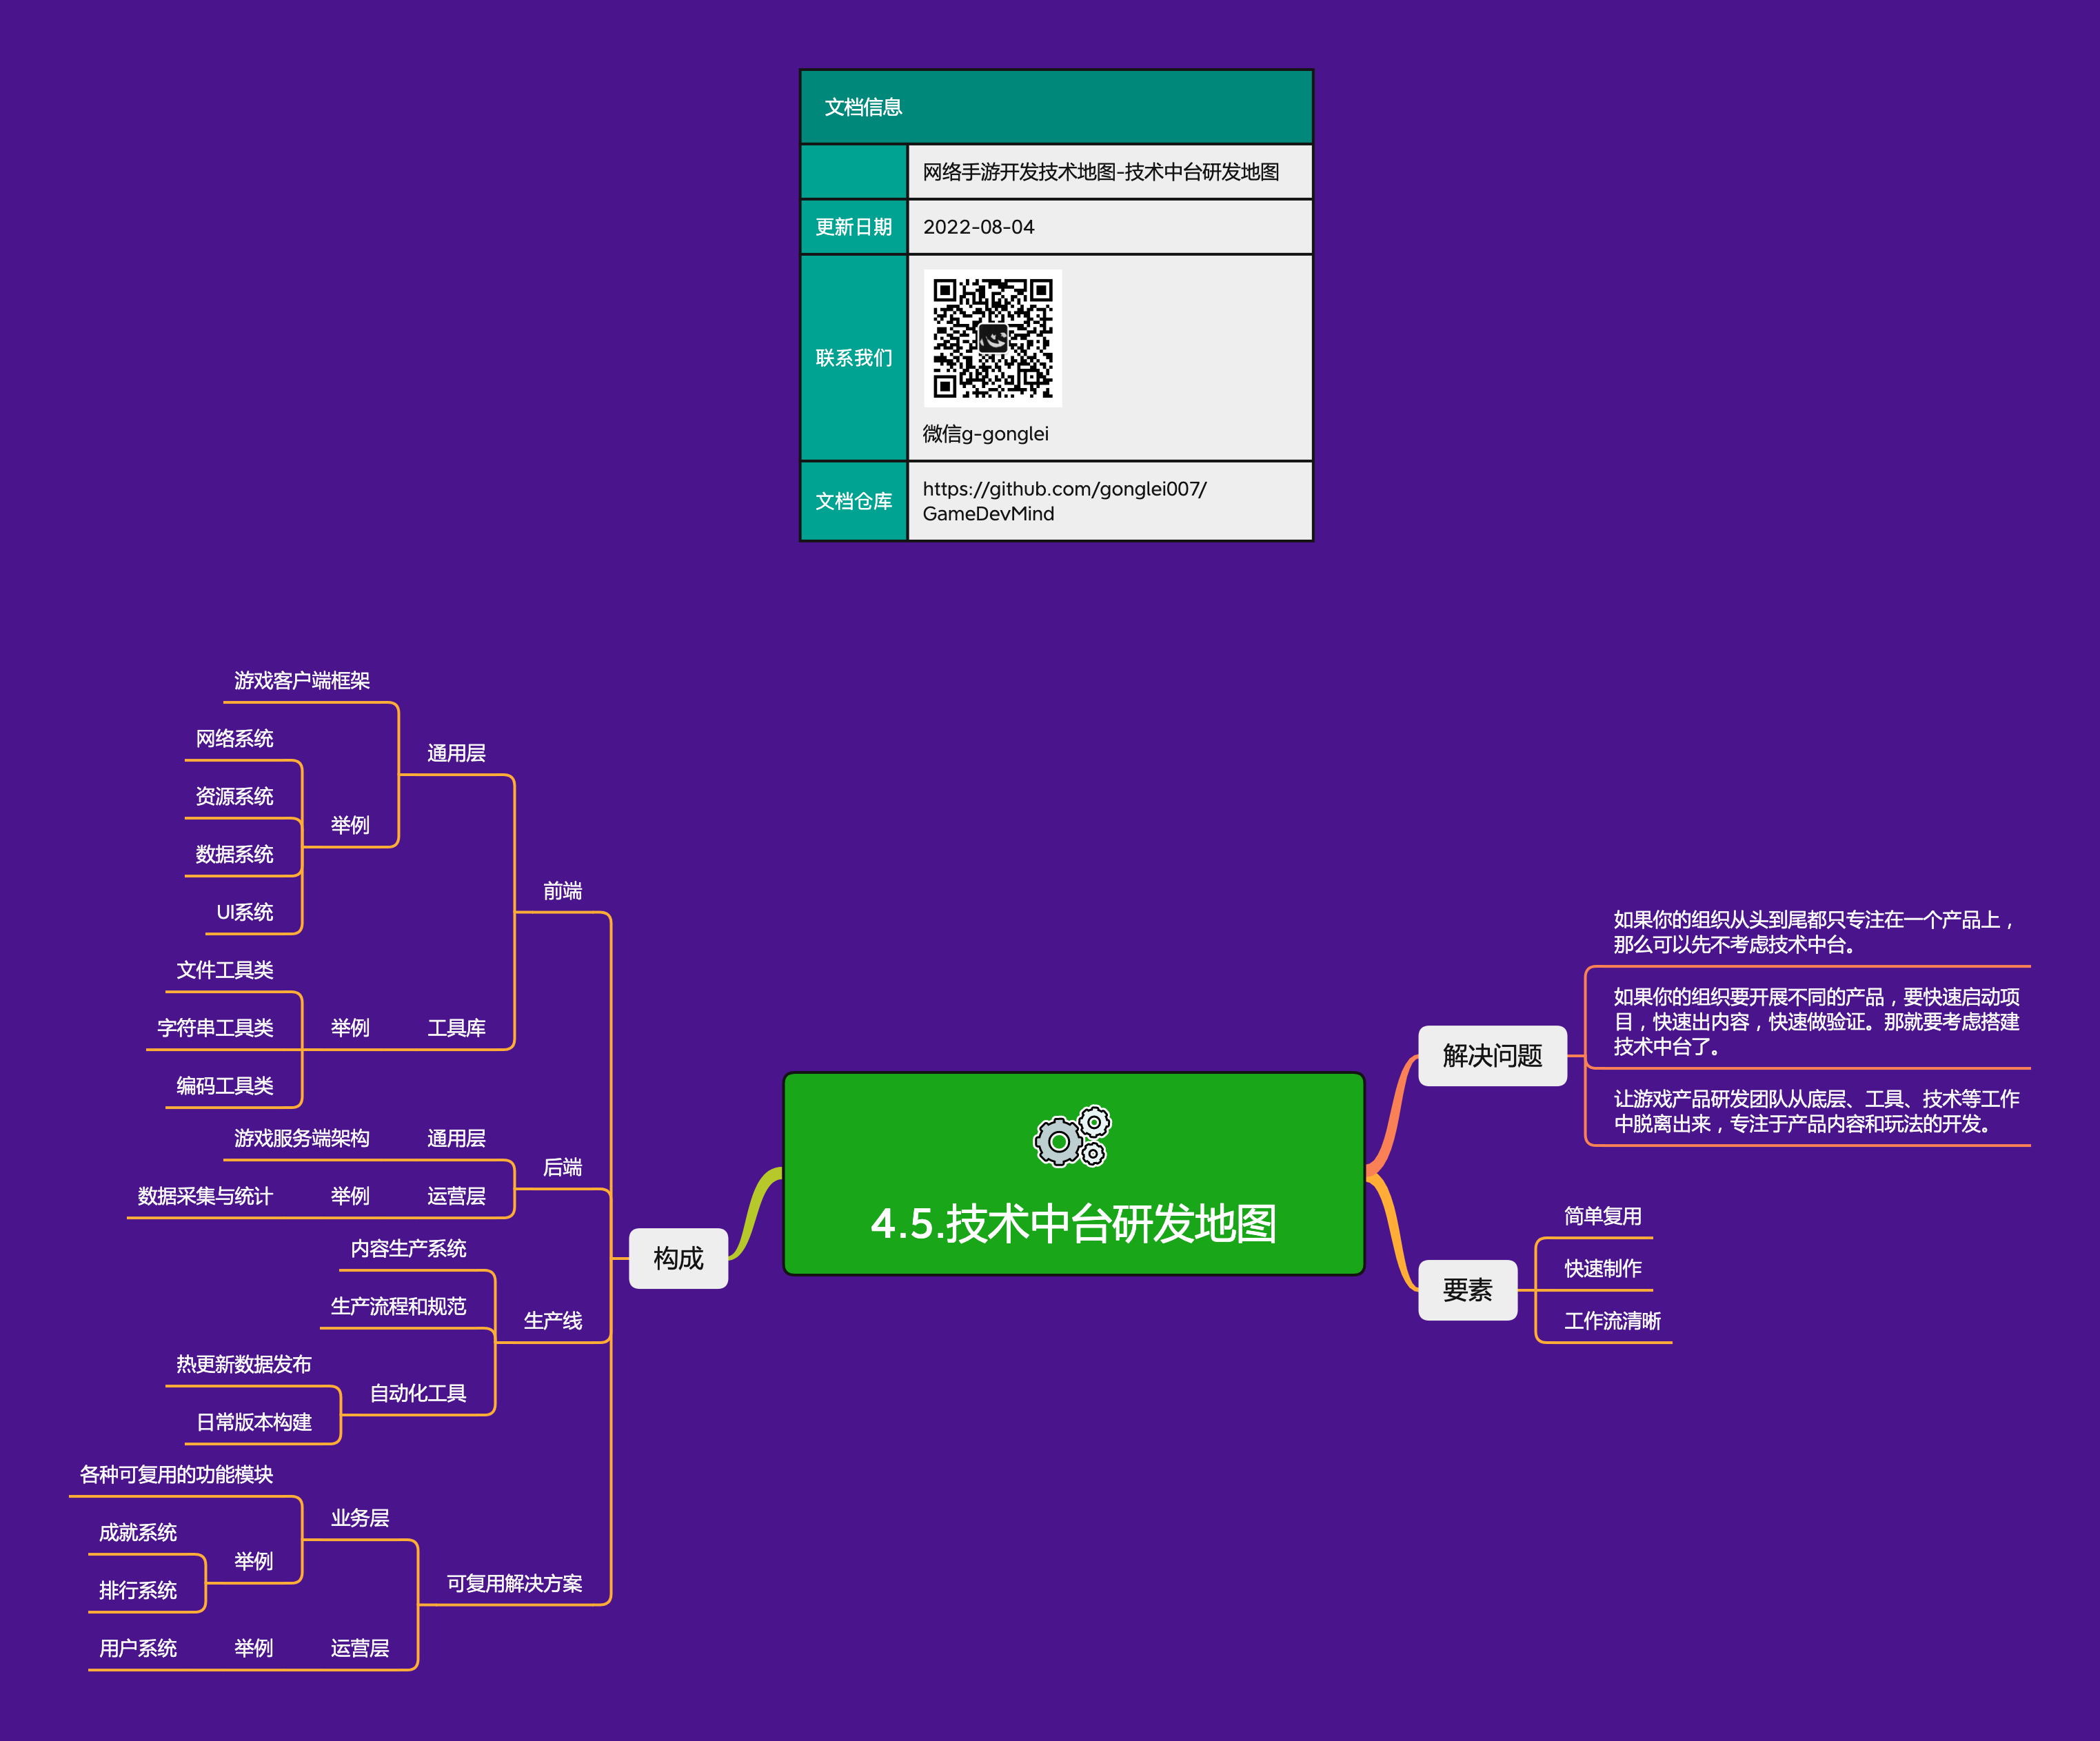 文档信息
网络手游开发技术地图-技术中台研发地图
更新日期
2022-08-04
联系我们
微信g-gonglei
文档仓库
https://github.com/gonglei007/
GameDevMind
4.5.技术中台研发地图
解决问题
如果你的组织从头到尾都只专注在一个产品上，
那么可以先不考虑技术中台。
如果你的组织要开展不同的产品，要快速启动项
目，快速出内容，快速做验证。那就要考虑搭建
技术中台了。
让游戏产品研发团队从底层、工具、技术等工作
中脱离出来，专注于产品内容和玩法的开发。
要素
简单复用
快速制作
工作流清晰
构成
前端
通用层
游戏客户端框架
举例
网络系统
资源系统
数据系统
UI系统
工具库
举例
文件工具类
字符串工具类
编码工具类
后端
通用层
游戏服务端架构
运营层
举例
数据采集与统计
生产线
内容生产系统
生产流程和规范
自动化工具
热更新数据发布
日常版本构建
可复用解决方案
业务层
各种可复用的功能模块
举例
成就系统
排行系统
运营层
举例
用户系统